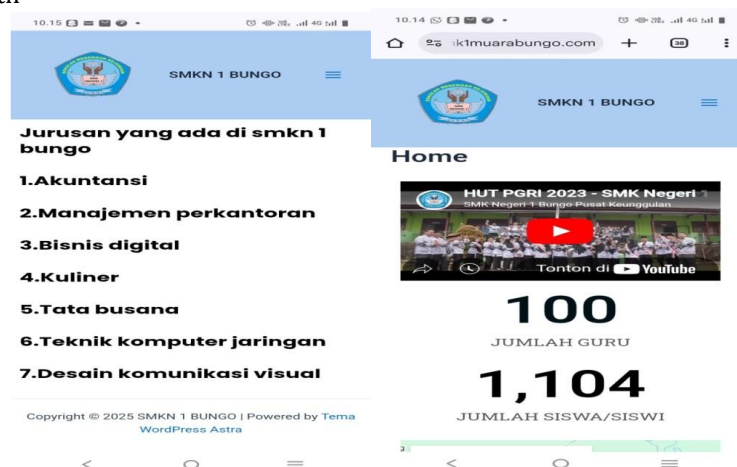 10.15
4G
SMKN 1 BUNGO
Jurusan yang ada di smkn 1
bungo
1.Akuntansi
2.Manajemen perkantoran
3.Bisnis digital
4.Kuliner
5.Tata busana
6.Teknik komputer jaringan
7.Desain komunikasi visual
Copyright © 2025 SMKN 1 BUNGO | Powered by Tema
WordPress Astra
10.14
4G
k1muarabungo.com
36
SMKN 1 BUNGO
Home
HUT PGRI 2023 - SMK Negeri 1
SMK Negeri 1 Bungo Pusat Keunggulan
Tonton di YouTube
100
JUMLAH GURU
1,104
JUMLAH SISWA/SISWI